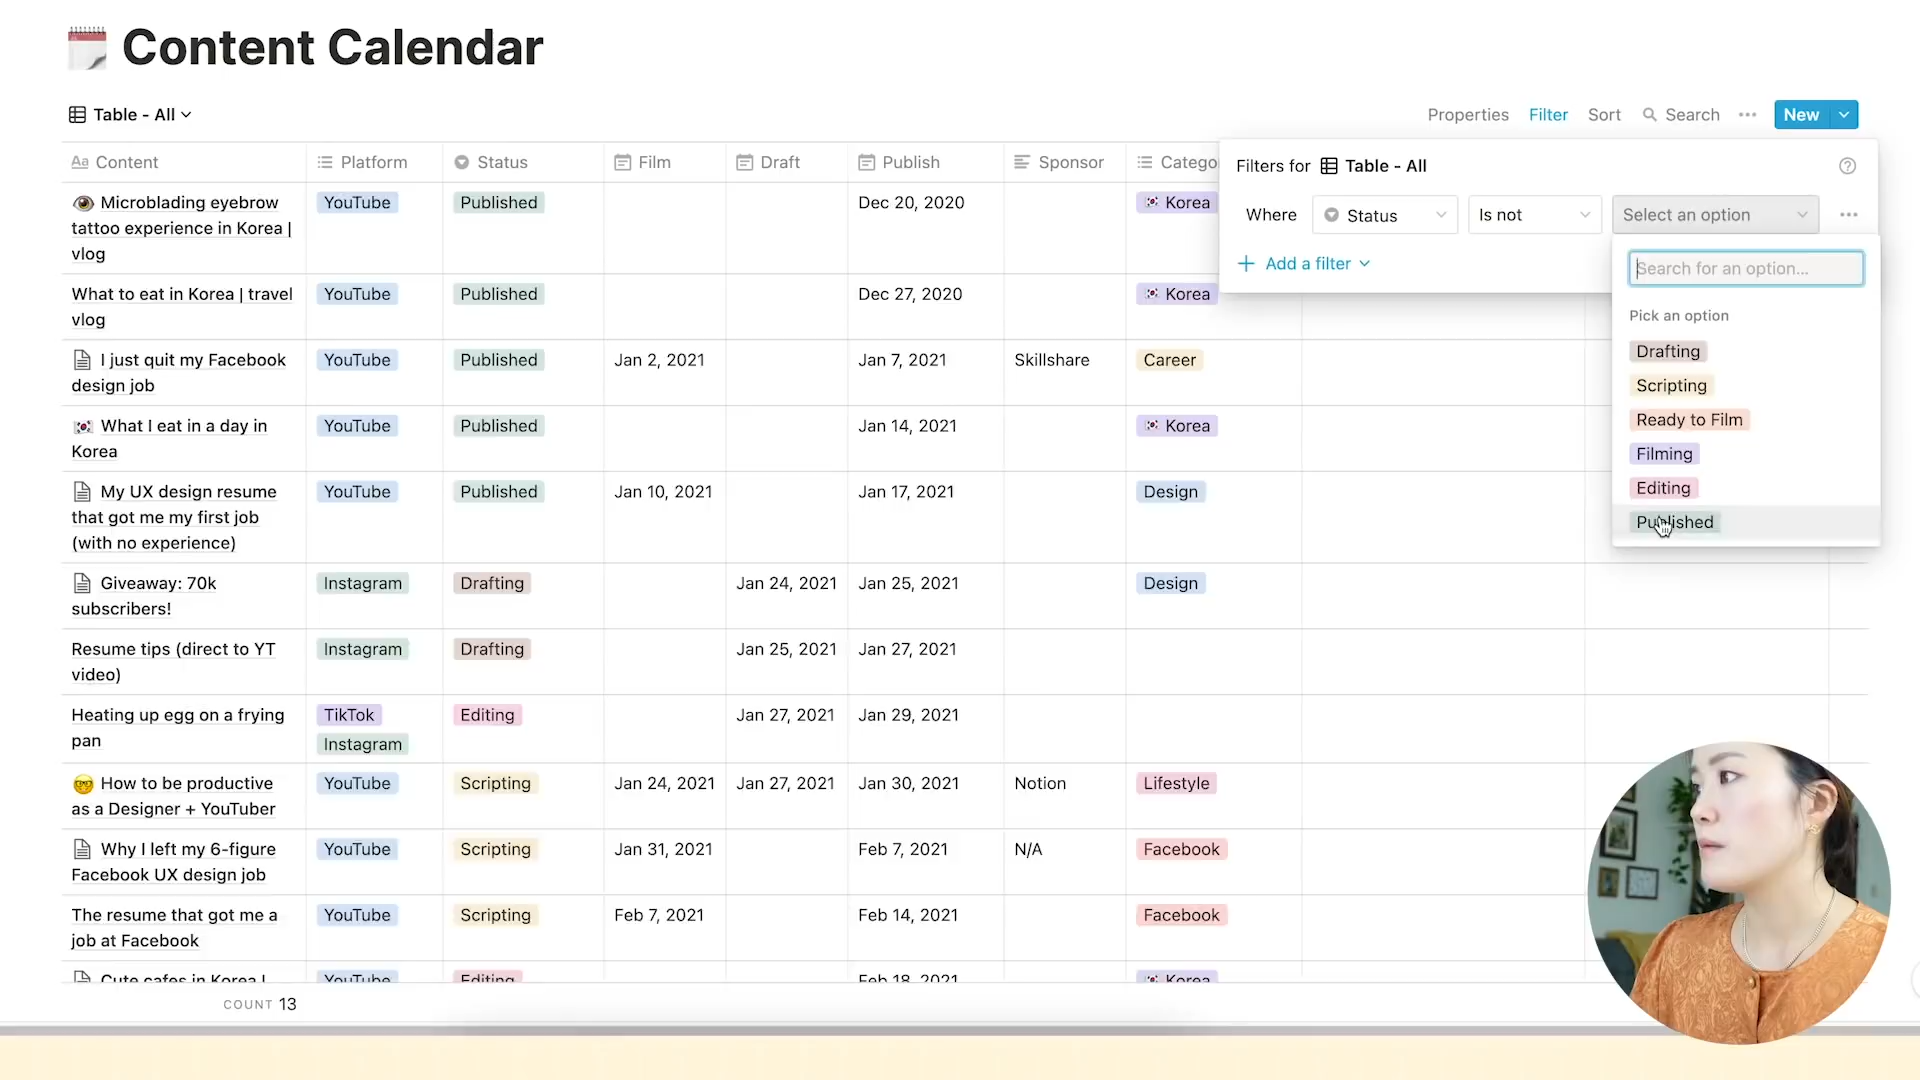 Content Calendar
Table - All
Properties Filter Sort Search New
Aa Content Platform Status Film Draft Publish Sponsor Catego
Filters for Table - All
Where Status Is not Select an option
Add a filter
Search for an option...
Pick an option
Drafting
Scripting
Ready to Film
Filming
Editing
Published
Microblading eyebrow YouTube Published Dec 20, 2020 Korea
tattoo experience in Korea |
vlog
What to eat in Korea | travel YouTube Published Dec 27, 2020 Korea
vlog
I just quit my Facebook YouTube Published Jan 2, 2021 Jan 7, 2021 Skillshare Career
design job
What I eat in a day in YouTube Published Jan 14, 2021 Korea
Korea
My UX design resume YouTube Published Jan 10, 2021 Jan 17, 2021 Design
that got me my first job
(with no experience)
Giveaway: 70k Instagram Drafting Jan 24, 2021 Jan 25, 2021 Design
subscribers!
Resume tips (direct to YT Instagram Drafting Jan 25, 2021 Jan 27, 2021
video)
Heating up egg on a frying TikTok Editing Jan 27, 2021 Jan 29, 2021
pan Instagram
How to be productive YouTube Scripting Jan 24, 2021 Jan 27, 2021 Jan 30, 2021 Notion Lifestyle
as a Designer + YouTuber
Why I left my 6-figure YouTube Scripting Jan 31, 2021 Feb 7, 2021 N/A Facebook
Facebook UX design job
The resume that got me a YouTube Scripting Feb 7, 2021 Feb 14, 2021 Facebook
job at Facebook
Cute cafes in Korea | YouTube Editing Feb 18, 2021 Korea
COUNT 13